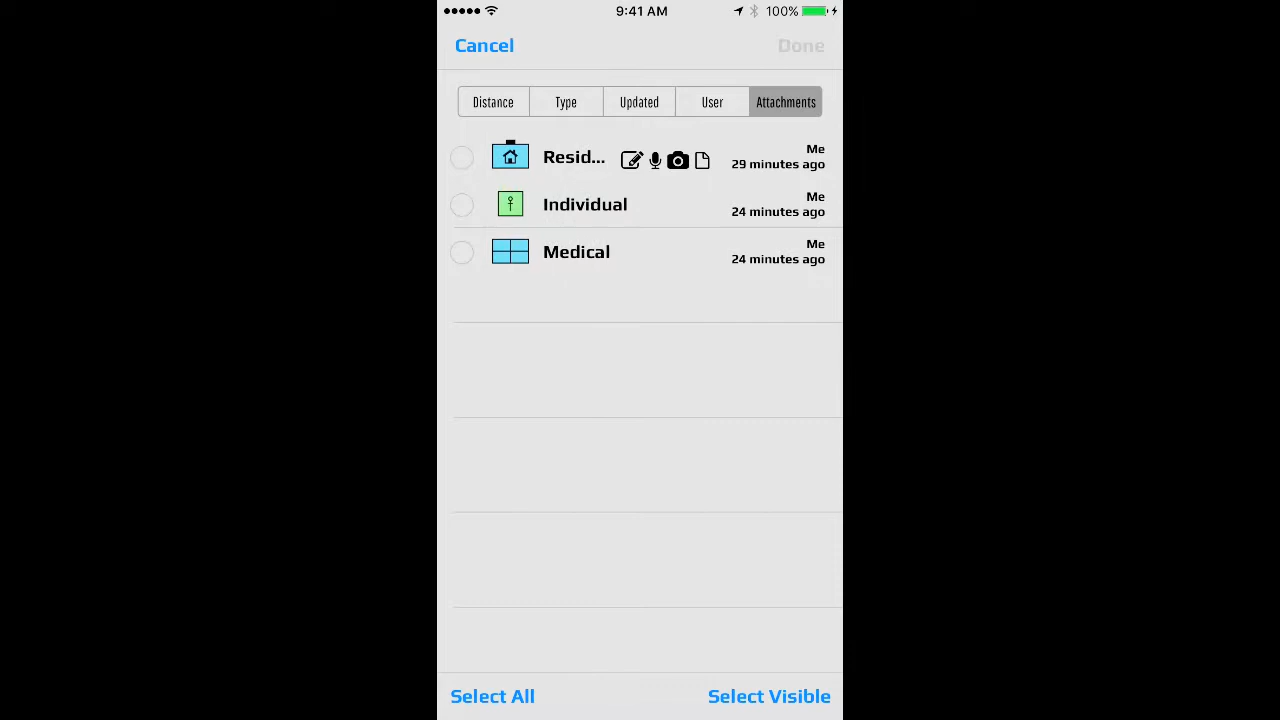 9:41 AM 100%
Cancel Done
Distance Type Updated User Attachments
Resid... Me
29 minutes ago
Individual Me
24 minutes ago
Medical Me
24 minutes ago
Select All Select Visible